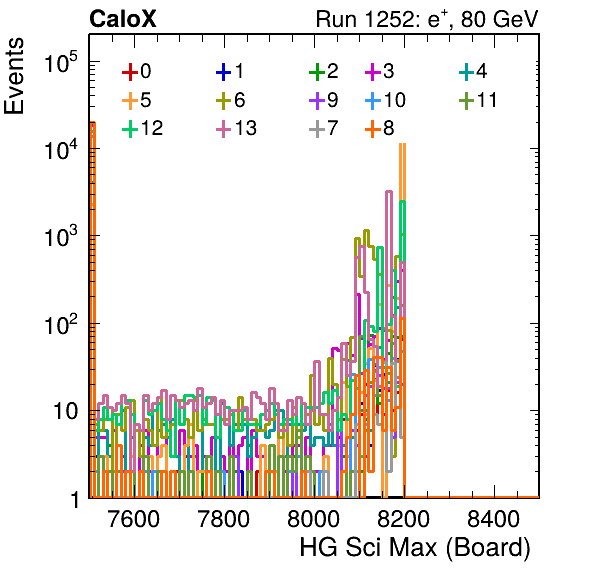 CaloX Run 1252: e⁺, 80 GeV
Events
10⁵
10⁴
10³
10²
10
1
0 1 2 3 4
5 6 9 10 11
12 13 7 8
7600 7800 8000 8200 8400
HG Sci Max (Board)